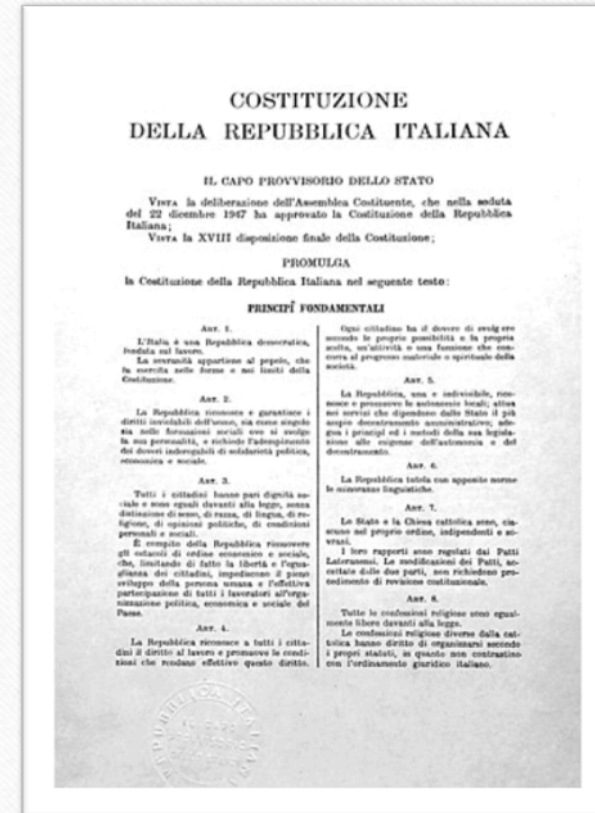 COSTITUZIONE
DELLA REPUBBLICA ITALIANA
IL CAPO PROVVISORIO DELLO STATO
VISTA la deliberazione dell'Assemblea Costituente, che nella seduta
del 22 dicembre 1947 ha approvato la Costituzione della Repubblica
Italiana;
VISTA la XVIII disposizione finale della Costituzione;
PROMULGA
la Costituzione della Repubblica Italiana nel seguente testo:
PRINCIPÎ FONDAMENTALI
ART. 1.
L'Italia è una Repubblica democratica,
fondata sul lavoro.
La sovranità appartiene al popolo, che
la esercita nelle forme e nei limiti della
Costituzione.
ART. 2.
La Repubblica riconosce e garantisce i
diritti inviolabili dell'uomo, sia come singolo
sia nelle formazioni sociali ove si svolge
la sua personalità, e richiede l'adempimento
dei doveri inderogabili di solidarietà politica,
economica e sociale.
ART. 3.
Tutti i cittadini hanno pari dignità so-
ciale e sono eguali davanti alla legge, senza
distinzione di sesso, di razza, di lingua, di re-
ligione, di opinioni politiche, di condizioni
personali e sociali.
È compito della Repubblica rimuovere
gli ostacoli di ordine economico e sociale,
che, limitando di fatto la libertà e l'egua-
glianza dei cittadini, impediscono il pieno
sviluppo della persona umana e l'effettiva
partecipazione di tutti i lavoratori all'orga-
nizzazione politica, economica e sociale del
Paese.
ART. 4.
La Repubblica riconosce a tutti i citta-
dini il diritto al lavoro e promuove le condi-
zioni che rendano effettivo questo diritto.
Ogni cittadino ha il dovere di svolgere
secondo le proprie possibilità e la propria
scelta, un'attività o una funzione che con-
corra al progresso materiale o spirituale della
società.
ART. 5.
La Repubblica, una e indivisibile, rico-
nosce e promuove le autonomie locali; attua
nei servizi che dipendono dallo Stato il più
ampio decentramento amministrativo; ade-
gua i principî ed i metodi della sua legisla-
zione alle esigenze dell'autonomia e del
decentramento.
ART. 6.
La Repubblica tutela con apposite norme
le minoranze linguistiche.
ART. 7.
Lo Stato e la Chiesa cattolica sono, cia-
scuno nel proprio ordine, indipendenti e so-
vrani.
I loro rapporti sono regolati dai Patti
Lateranensi. Le modificazioni dei Patti, ac-
cettate dalle due parti, non richiedono pro-
cedimento di revisione costituzionale.
ART. 8.
Tutte le confessioni religiose sono egual-
mente libere davanti alla legge.
Le confessioni religiose diverse dalla cat-
tolica hanno diritto di organizzarsi secondo
i propri statuti, in quanto non contrastino
con l'ordinamento giuridico italiano.